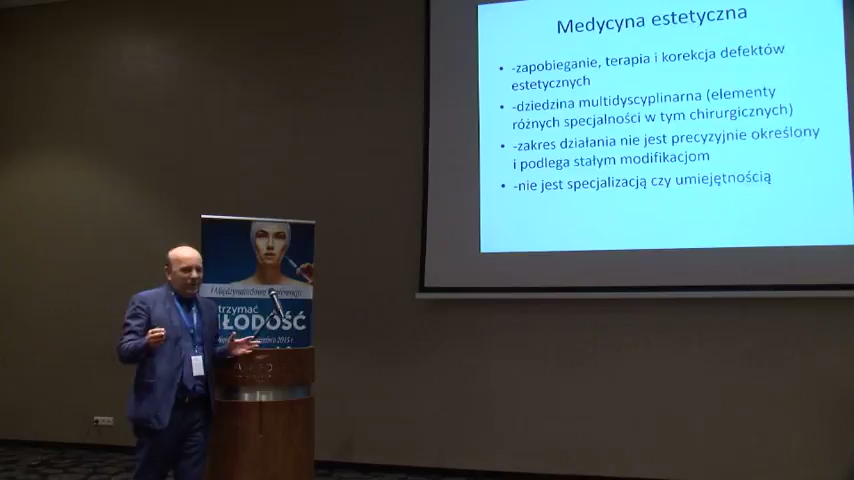 Medycyna estetyczna
• -zapobieganie, terapia i korekcja defektów
estetycznych
• -dziedzina multidyscyplinarna (elementy
różnych specjalności w tym chirurgicznych)
• -zakres działania nie jest precyzyjnie określony
i podlega stałym modyfikacjom
• -nie jest specjalizacją czy umiejętnością
I Międzynarodowa
trzymać
MŁODOŚĆ
2015 r.